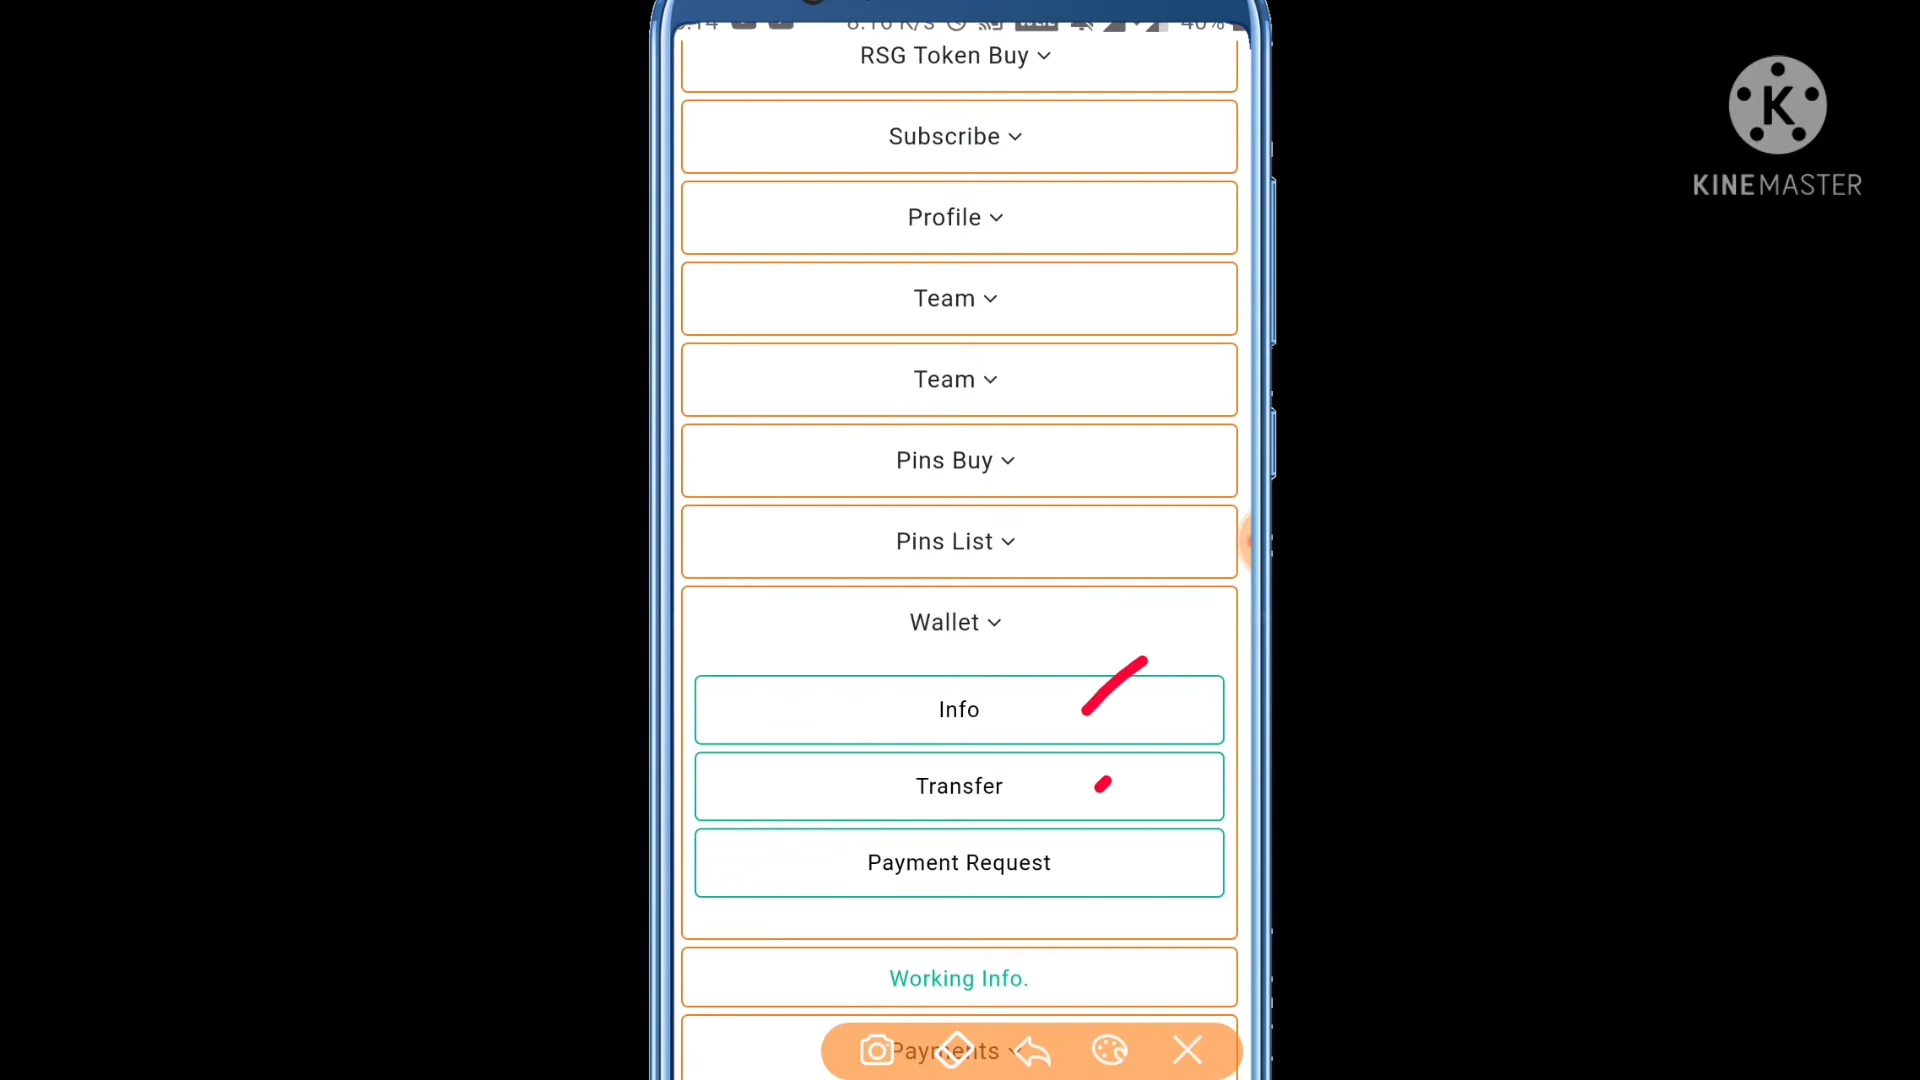 RSG Token Buy
Subscribe
Profile
Team
Team
Pins Buy
Pins List
Wallet
Info
Transfer
Payment Request
Working Info.
Payments
K
KINEMASTER